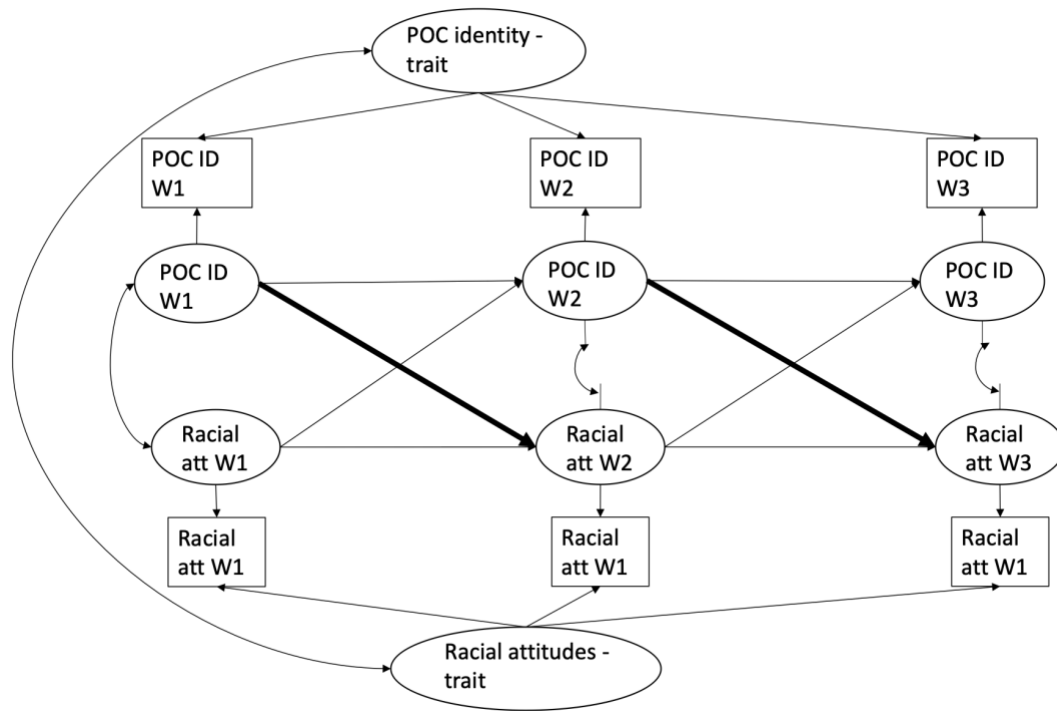 POC identity -
trait
POC ID
W1
POC ID
W2
POC ID
W3
POC ID
W1
POC ID
W2
POC ID
W3
Racial
att W1
Racial
att W2
Racial
att W3
Racial
att W1
Racial
att W1
Racial
att W1
Racial attitudes -
trait